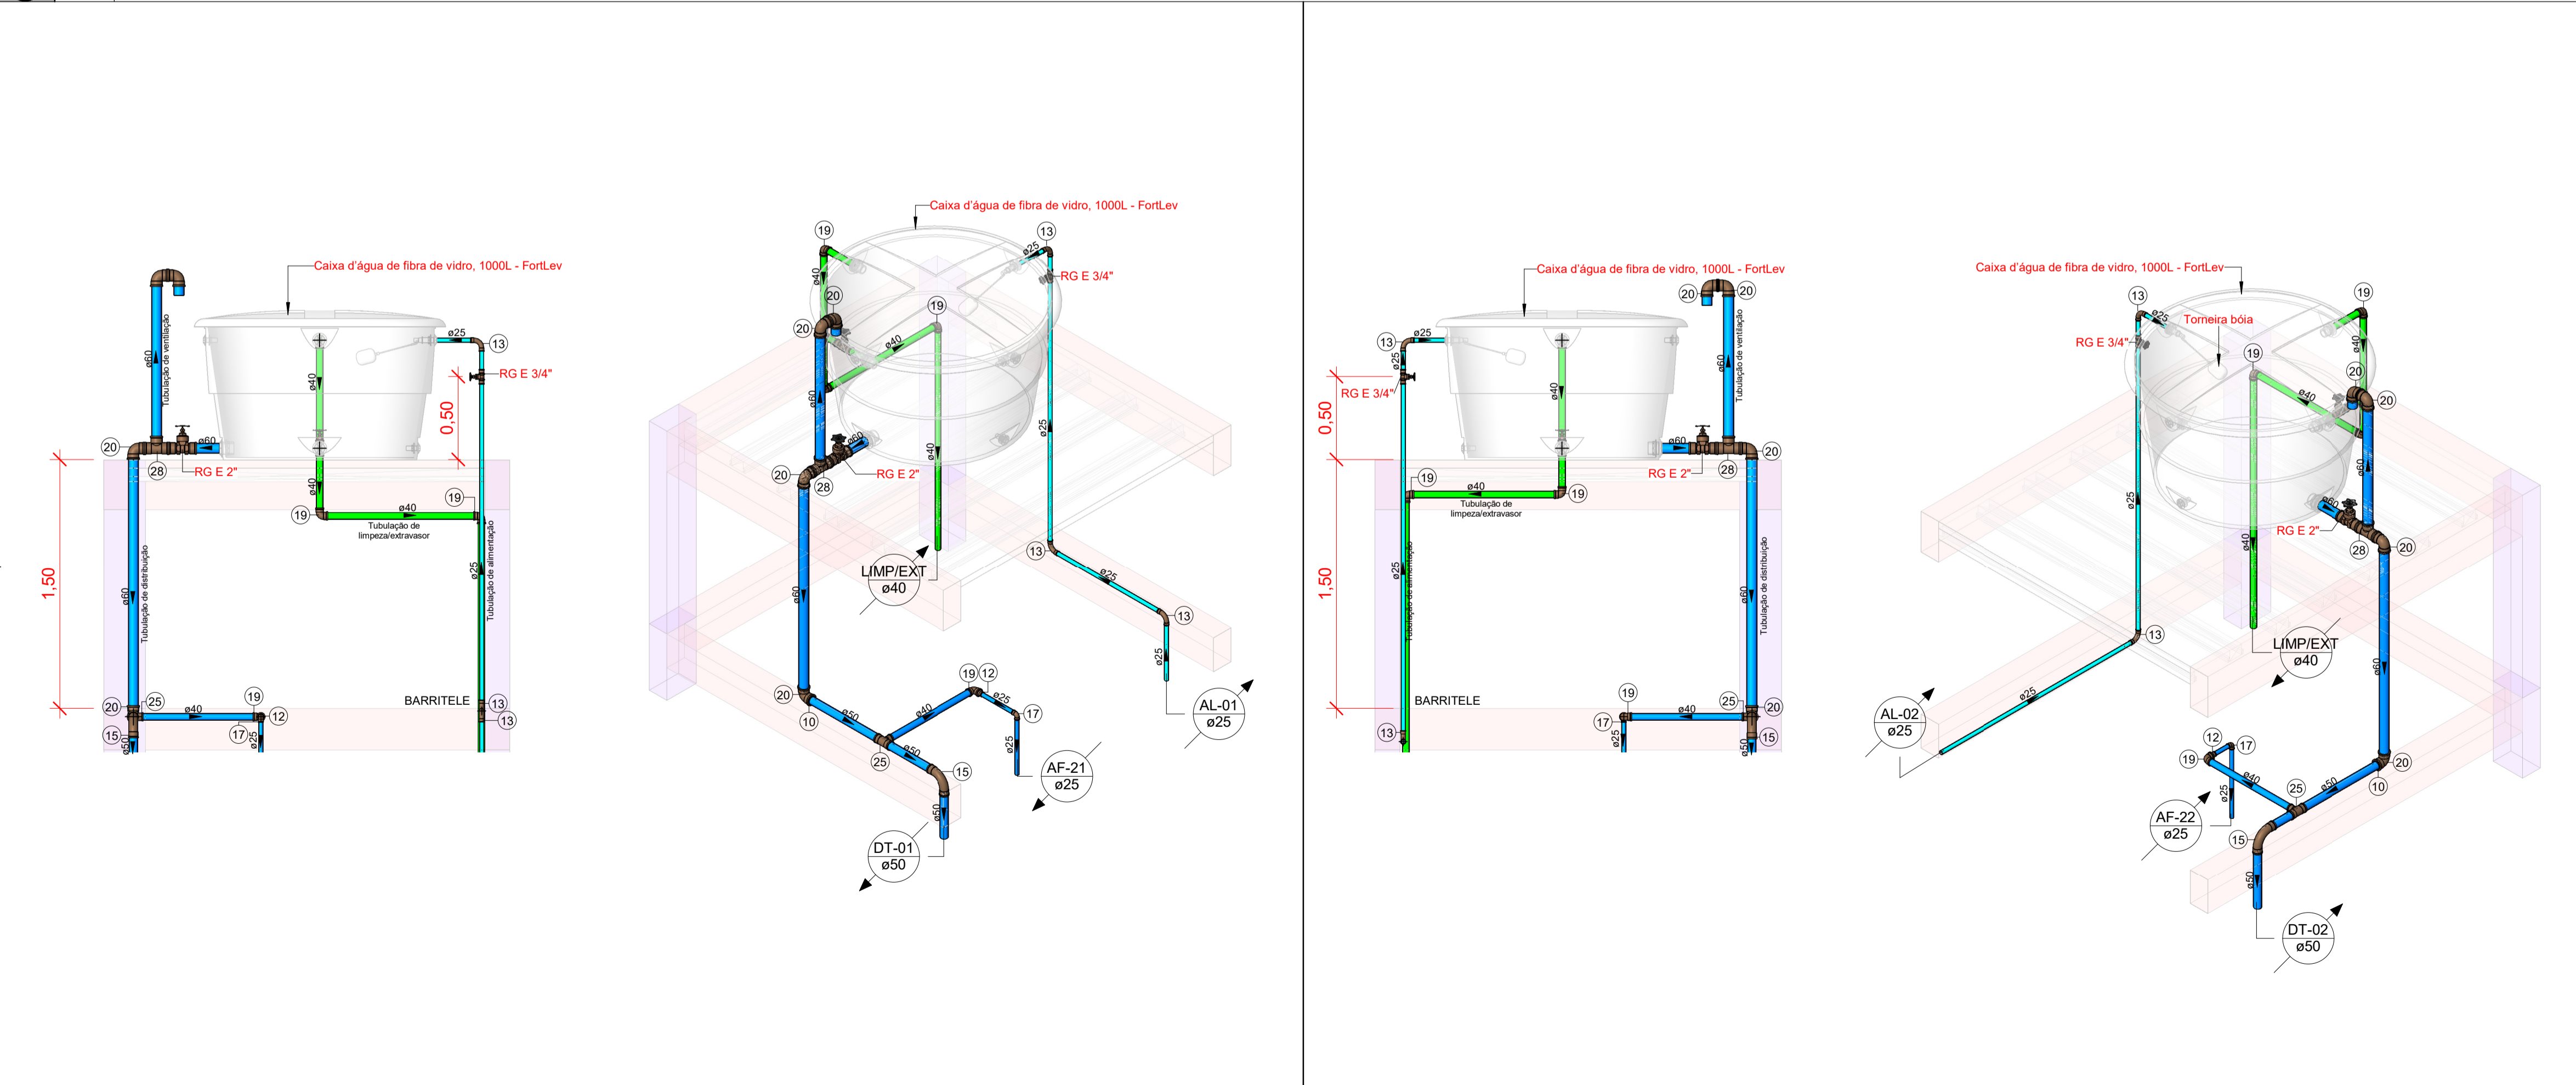 Caixa d'água de fibra de vidro, 1000L - FortLev
ø60
Tubulação de ventilação
ø25
13
RG E 3/4"
0,50
ø40
20
28
ø60
RG E 2"
ø40
19
19
ø40
Tubulação de
limpeza/extravasor
1,50
ø60
Tubulação de distribuição
ø25
Tubulação de alimentação
BARRITELE
20
25
ø40
19
12
17
ø25
15
ø50
13
13
Caixa d'água de fibra de vidro, 1000L - FortLev
19
13
ø25
RG E 3/4"
ø40
20
19
20
ø40
ø60
ø60
ø25
ø40
RG E 2"
20
28
13
ø25
LIMP/EXT
ø40
ø60
13
ø25
20
10
ø50
ø40
19
12
ø25
17
ø25
AL-01
ø25
25
ø50
15
AF-21
ø25
ø50
DT-01
ø50
Caixa d'água de fibra de vidro, 1000L - FortLev
20
20
Tubulação de ventilação
ø60
13
ø25
ø25
RG E 3/4"
0,50
ø40
ø60
20
28
RG E 2"
19
ø40
19
Tubulação de
limpeza/extravasor
1,50
ø25
Tubulação de alimentação
ø60
Tubulação de distribuição
BARRITELE
19
25
20
17
ø40
ø25
13
15
ø50
Caixa d'água de fibra de vidro, 1000L - FortLev
13
ø25
19
Torneira bóia
RG E 3/4"
ø40
19
20
20
ø40
ø60
ø25
ø60
RG E 2"
28
20
ø40
13
LIMP/EXT
ø40
ø60
ø25
AL-02
ø25
12
17
19
20
ø40
ø50
10
25
ø25
AF-22
ø25
15
ø50
DT-02
ø50